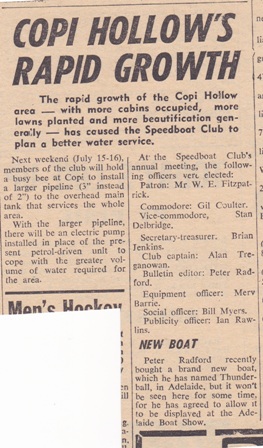 COPI HOLLOW'S
RAPID GROWTH
The rapid growth of the Copi Hollow
area — with more cabins occupied, more
lawns planted and more beautification gen-
erally — has caused the Speedboat Club to
plan a better water service.
Next weekend (July 15-16),
members of the club will hold
a busy bee at Copi to install
a larger pipeline (3" instead
of 2") to the overhead main
tank that services the whole
area.
With the larger pipeline,
there will be an electric pump
installed in place of the pre-
sent petrol-driven unit to
cope with the greater vol-
ume of water required for
the area.
Men's Hockey
At the Speedboat Club's
annual meeting, the follow-
ing officers were elected:
Patron: Mr W. E. Fitzpat-
rick.
Commodore: Gil Coulter.
Vice-commodore, Stan
Delbridge.
Secretary-treasurer, Brian
Jenkins.
Club captain: Alan Tre-
ganowan.
Bulletin editor: Peter Rad-
ford.
Equipment officer: Merv
Barrie.
Social officer: Bill Myers.
Publicity officer: Ian Raw-
lins.
NEW BOAT
Peter Radford recently
bought a brand new boat,
which he has named Thunder-
ball, in Adelaide, but it won't
be seen here for some time,
for he has agreed to allow it
to be displayed at the Ade-
laide Boat Show.